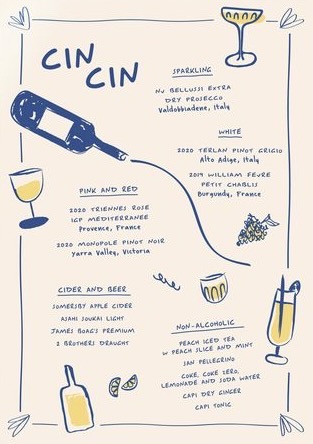 CIN
CIN
SPARKLING
NV BELLUSSI EXTRA
DRY PROSECCO
Valdobbiadene, Italy
WHITE
2020 TERLAN PINOT GRIGIO
Alto Adige, Italy
2019 WILLIAM FEVRE
PETIT CHABLIS
Burgundy, France
PINK AND RED
2020 TRIENNES ROSE
IGP MÉDITERRANÉE
Provence, France
2020 MONOPOLE PINOT NOIR
Yarra Valley, Victoria
CIDER AND BEER
SOMERSBY APPLE CIDER
ASAHI SOUKAI LIGHT
JAMES BOAG'S PREMIUM
2 BROTHERS DRAUGHT
NON-ALCOHOLIC
PEACH ICED TEA
W PEACH SLICE AND MINT
SAN PELLEGRINO
COKE, COKE ZERO,
LEMONADE AND SODA WATER
CAPI DRY GINGER
CAPI TONIC